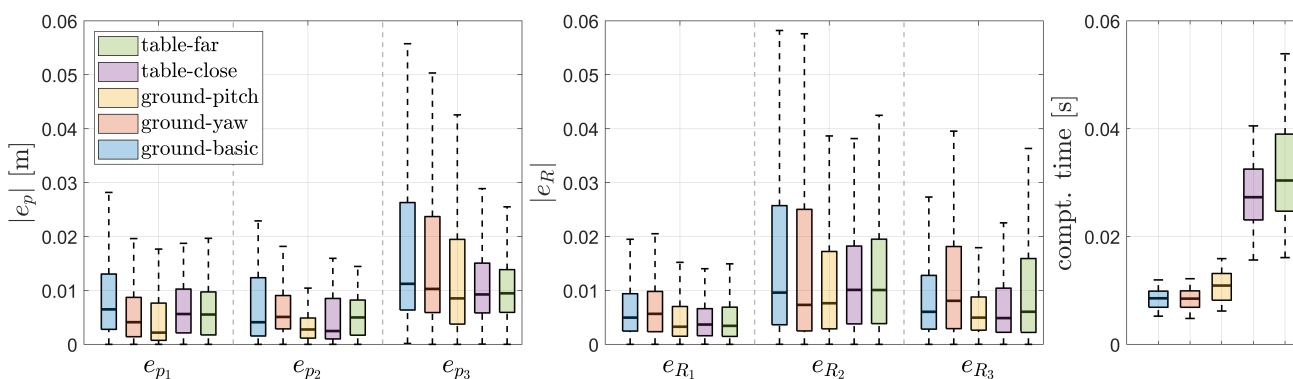 0.06
0.05
0.04
0.03
0.02
0.01
0
|e_p| [m]
table-far
table-close
ground-pitch
ground-yaw
ground-basic
e_{p_1}
e_{p_2}
e_{p_3}
0.06
0.05
0.04
0.03
0.02
0.01
0
|e_R|
e_{R_1}
e_{R_2}
e_{R_3}
0.06
0.04
0.02
0
compt. time [s]